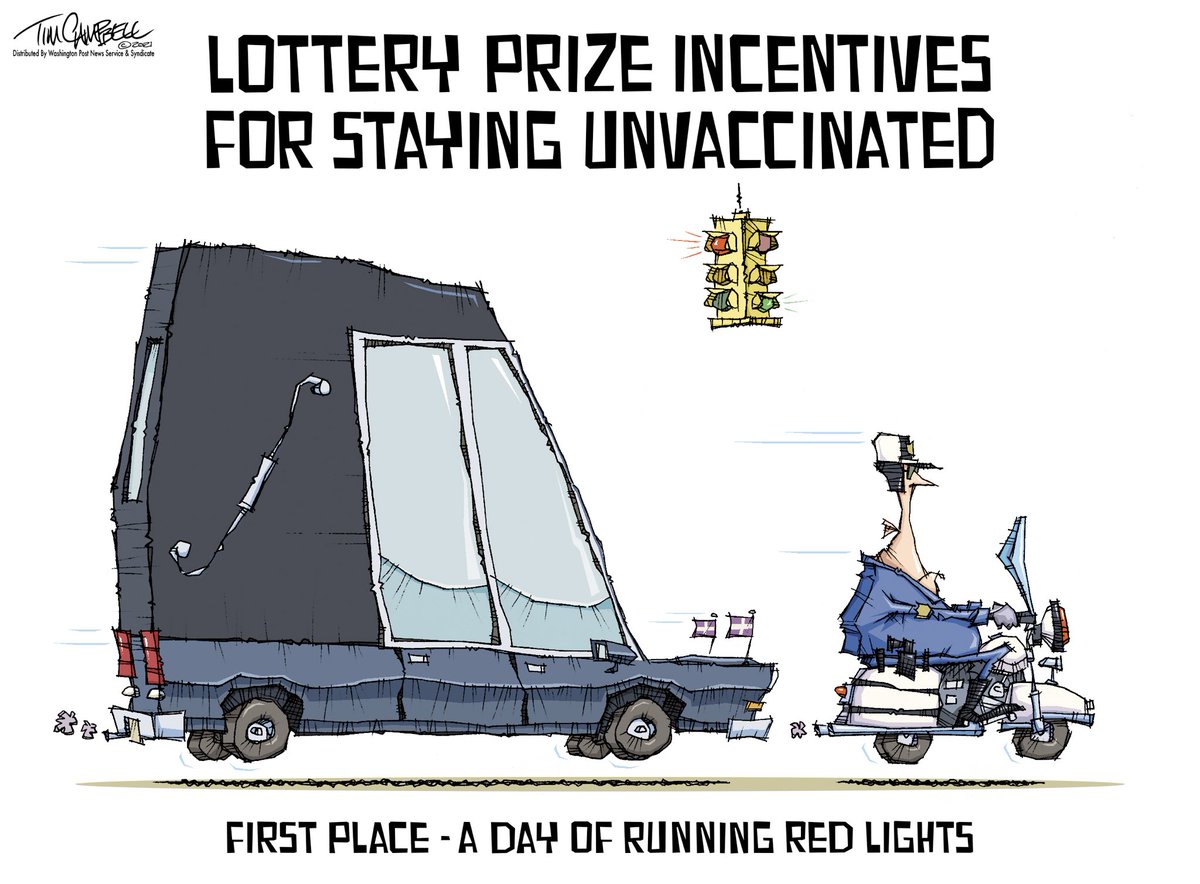 TIM CAMPBELL
©2021
Distributed By Washington Post News Service & Syndicate
LOTTERY PRIZE INCENTIVES
FOR STAYING UNVACCINATED
FIRST PLACE - A DAY OF RUNNING RED LIGHTS